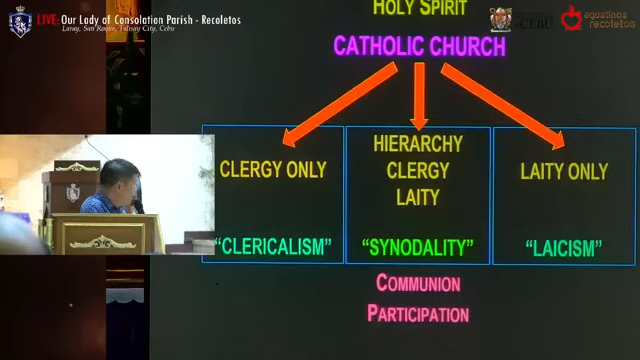 LIVE: Our Lady of Consolation Parish - Recoletos
Laray, San Roque, Talisay City, Cebu
CEBU
agustinos
recoletos
HOLY SPIRIT
CATHOLIC CHURCH
CLERGY ONLY
"CLERICALISM"
HIERARCHY
CLERGY
LAITY
"SYNODALITY"
LAITY ONLY
"LAICISM"
COMMUNION
PARTICIPATION